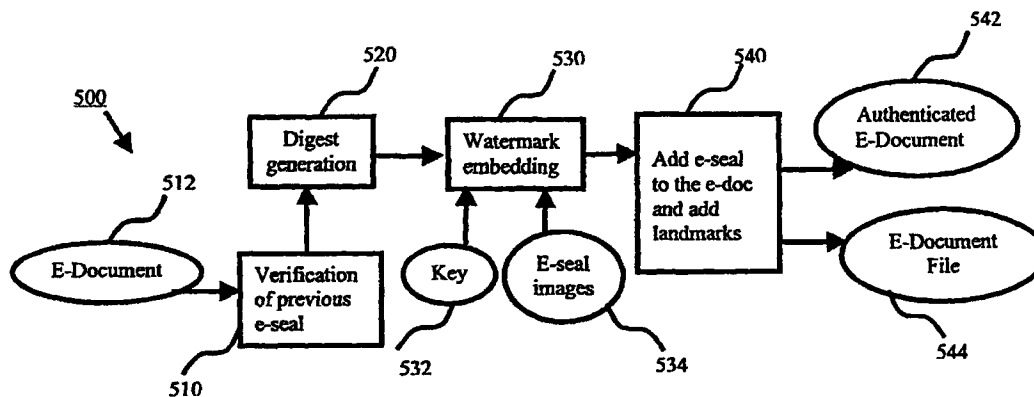 500
512
E-Document
Verification
of previous
e-seal
510
520
Digest
generation
530
Watermark
embedding
Key
532
E-seal
images
534
540
Add e-seal
to the e-doc
and add
landmarks
542
Authenticated
E-Document
E-Document
File
544